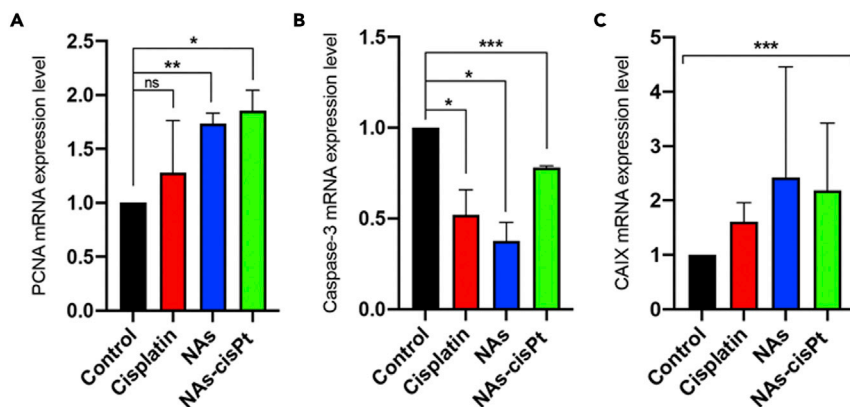 A
PCNA mRNA expression level
2.5
2.0
1.5
1.0
0.5
0.0
*
**
ns
Control
Cisplatin
NAs
NAs-cisPt
B
Caspase-3 mRNA expression level
1.5
1.0
0.5
0.0
***
*
*
Control
Cisplatin
NAs
NAs-cisPt
C
CAIX mRNA expression level
5
4
3
2
1
0
***
Control
Cisplatin
NAs
NAs-cisPt